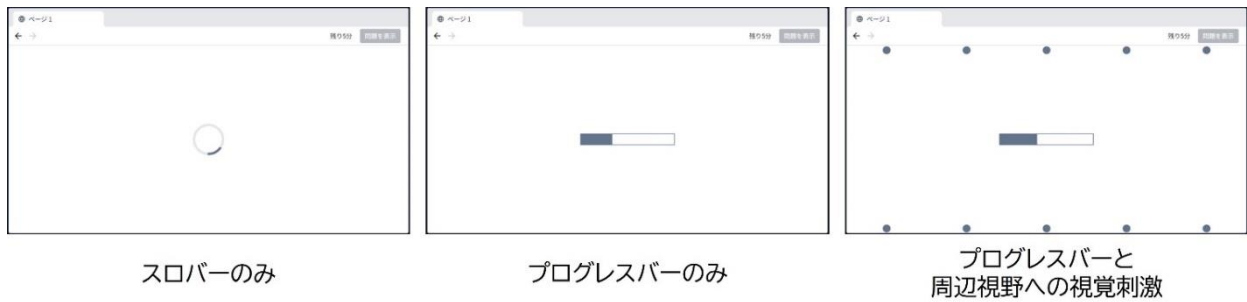 ページ 1
残り5分 問題を表示
スロバーのみ
ページ 1
残り5分 問題を表示
プログレスバーのみ
ページ 1
残り5分 問題を表示
プログレスバーと
周辺視野への視覚刺激